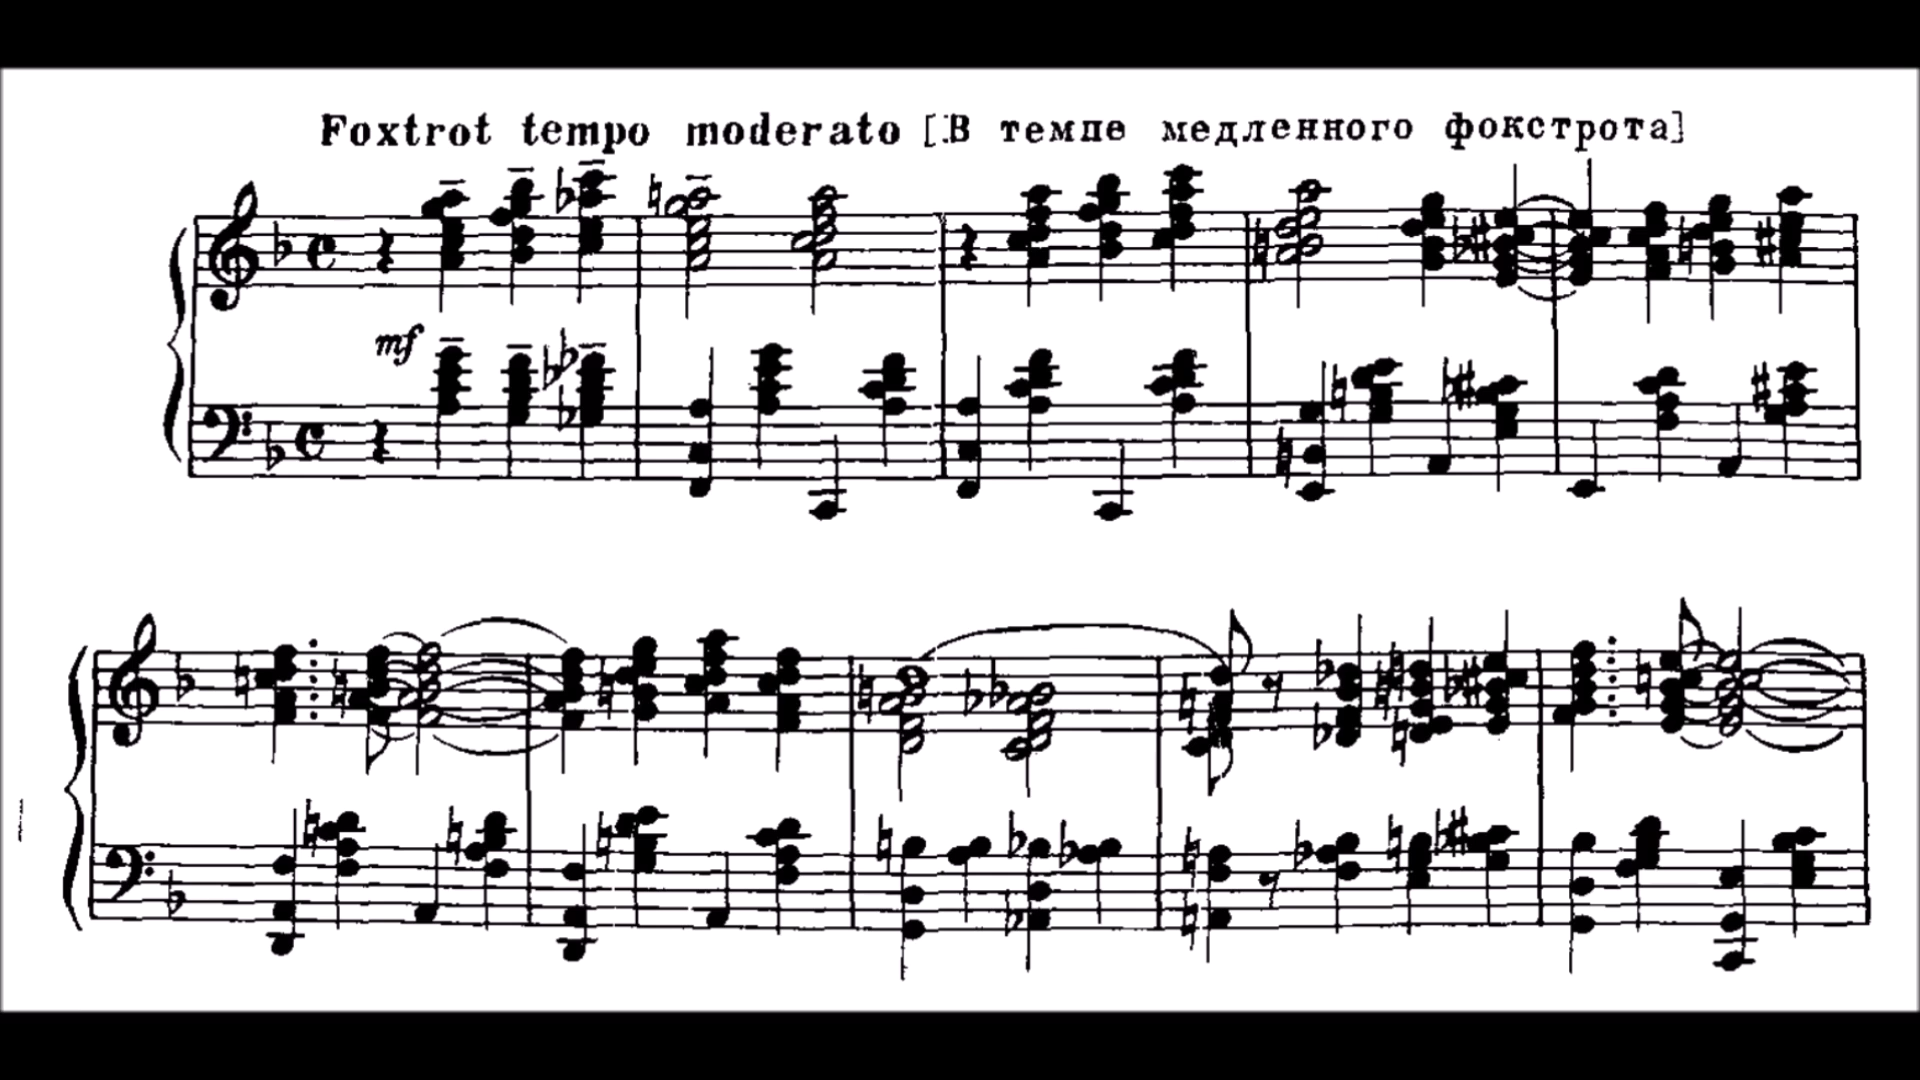 Foxtrot tempo moderato [В темпе медленного фокстрота]
mf